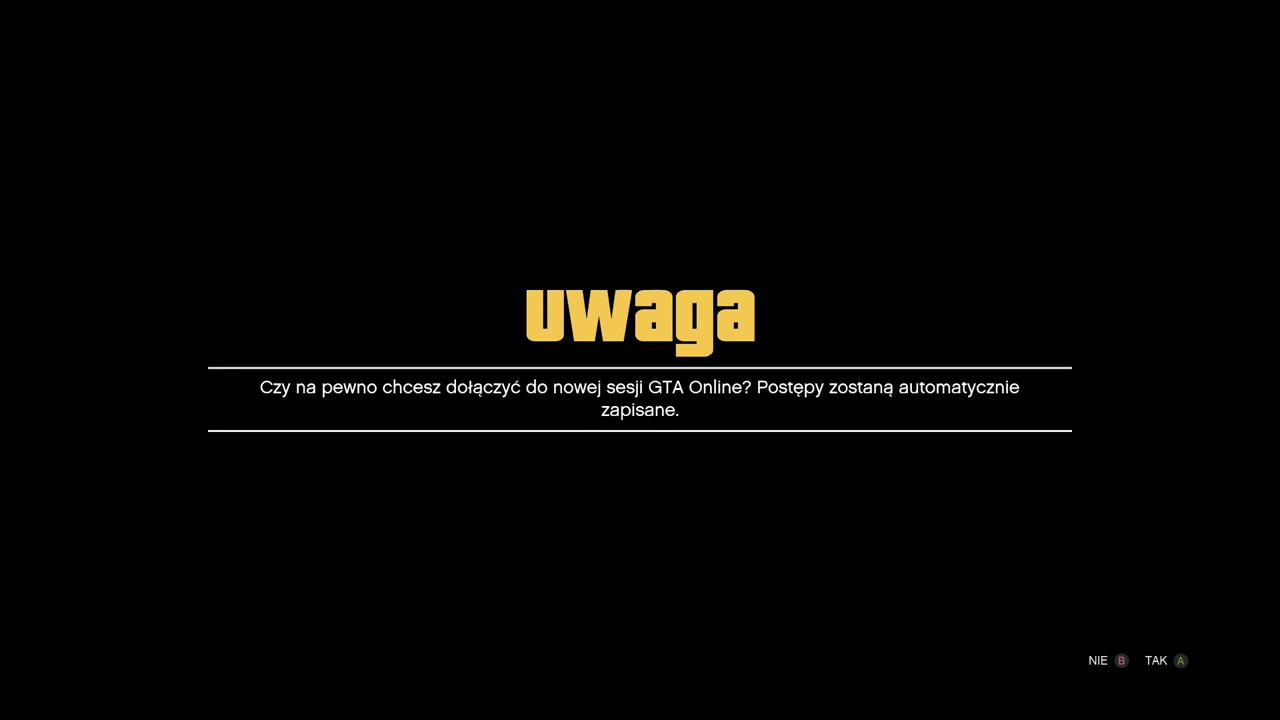 uwaga
Czy na pewno chcesz dołączyć do nowej sesji GTA Online? Postępy zostaną automatycznie
zapisane.
NIE B TAK A